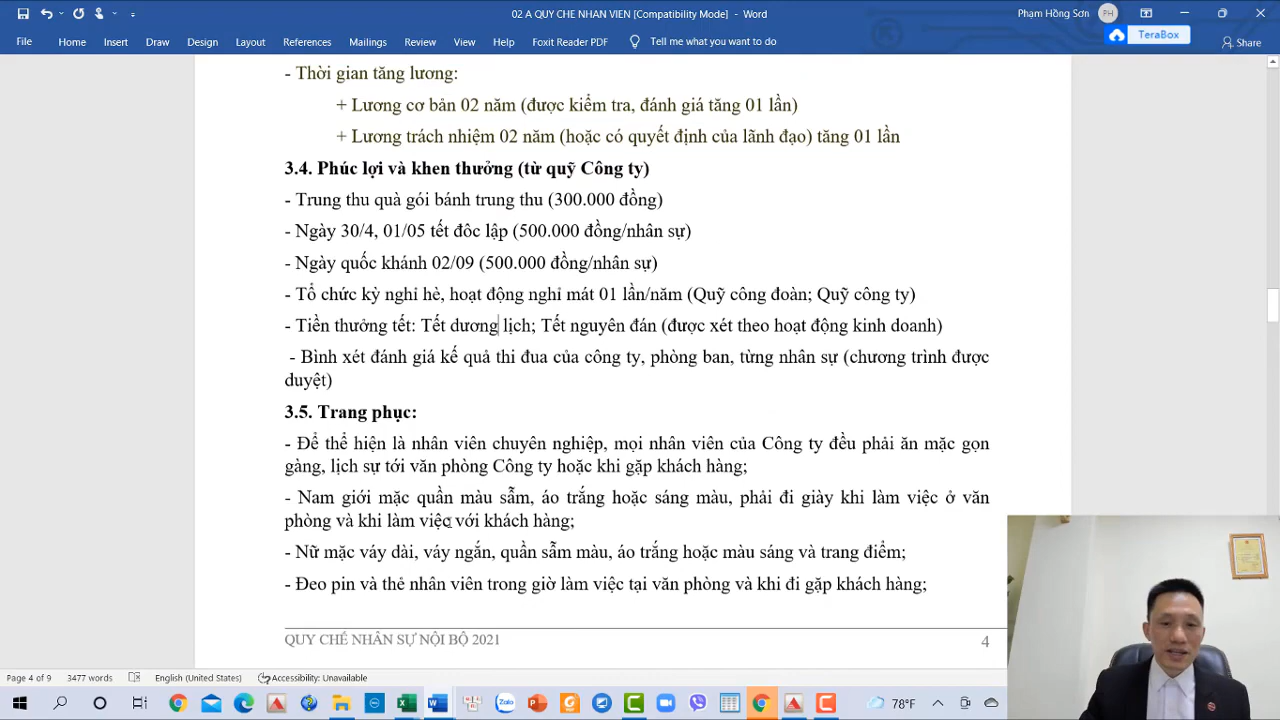 02 A QUY CHE NHAN VIEN [Compatibility Mode] - Word
Phạm Hồng Sơn PH
File Home Insert Draw Design Layout References Mailings Review View Help Foxit Reader PDF Tell me what you want to do
TeraBox
Share
- Thời gian tăng lương:
+ Lương cơ bản 02 năm (được kiểm tra, đánh giá tăng 01 lần)
+ Lương trách nhiệm 02 năm (hoặc có quyết định của lãnh đạo) tăng 01 lần
3.4. Phúc lợi và khen thưởng (từ quỹ Công ty)
- Trung thu quà gói bánh trung thu (300.000 đồng)
- Ngày 30/4, 01/05 tết đôc lập (500.000 đồng/nhân sự)
- Ngày quốc khánh 02/09 (500.000 đồng/nhân sự)
- Tổ chức kỳ nghỉ hè, hoạt động nghỉ mát 01 lần/năm (Quỹ công đoàn; Quỹ công ty)
- Tiền thưởng tết: Tết dương lịch; Tết nguyên đán (được xét theo hoạt động kinh doanh)
- Bình xét đánh giá kế quả thi đua của công ty, phòng ban, từng nhân sự (chương trình được
duyệt)
3.5. Trang phục:
- Để thể hiện là nhân viên chuyên nghiệp, mọi nhân viên của Công ty đều phải ăn mặc gọn
gàng, lịch sự tới văn phòng Công ty hoặc khi gặp khách hàng;
- Nam giới mặc quần màu sẫm, áo trắng hoặc sáng màu, phải đi giày khi làm việc ở văn
phòng và khi làm việc với khách hàng;
- Nữ mặc váy dài, váy ngắn, quần sẫm màu, áo trắng hoặc màu sáng và trang điểm;
- Đeo pin và thẻ nhân viên trong giờ làm việc tại văn phòng và khi đi gặp khách hàng;
QUY CHẾ NHÂN SỰ NỘI BỘ 2021 4
Page 4 of 9 3477 words English (United States) Accessibility: Unavailable
Zalo
78°F